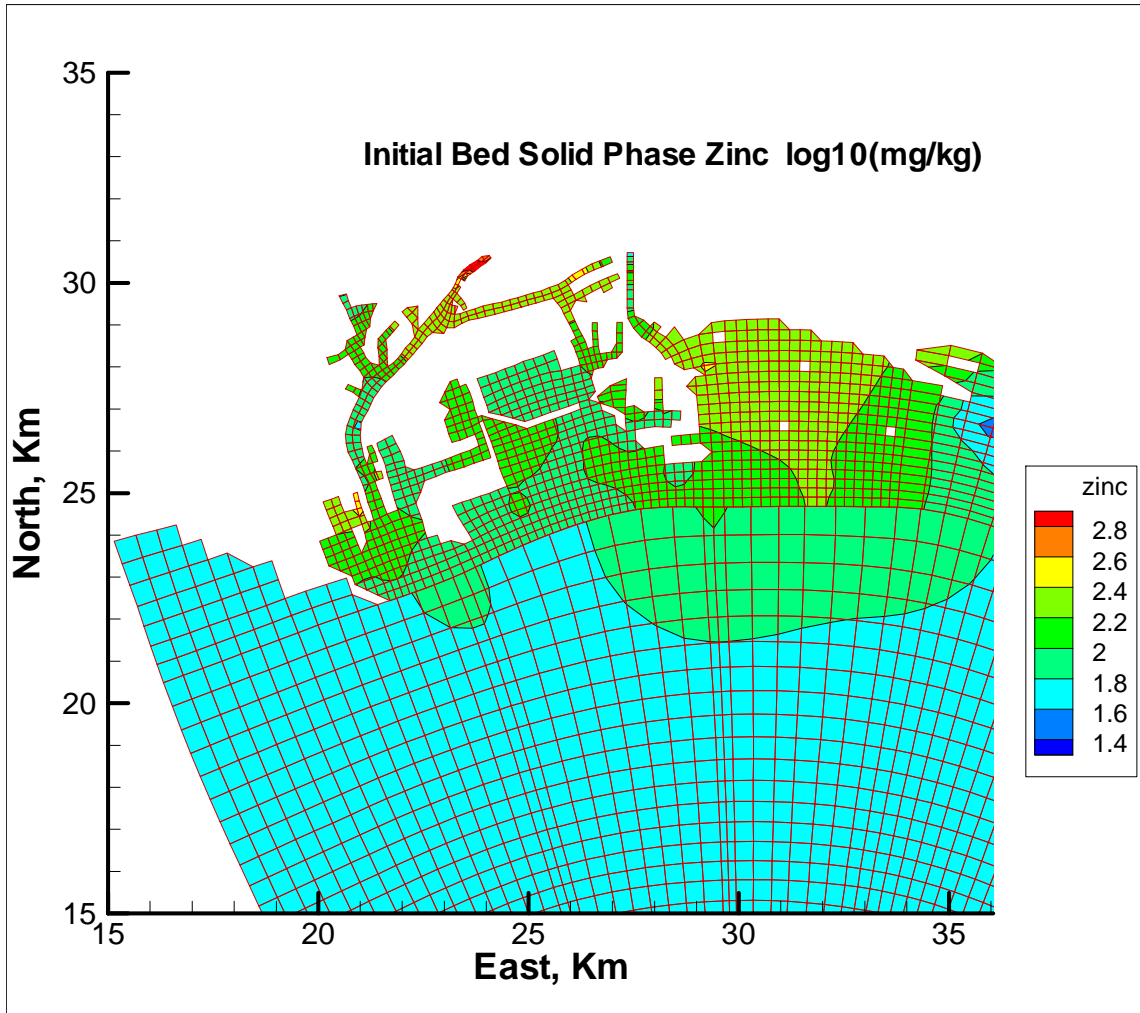 35
Initial Bed Solid Phase Zinc log10(mg/kg)
30
25
20
15
North, Km
15 20 25 30 35
East, Km
zinc
2.8
2.6
2.4
2.2
2
1.8
1.6
1.4